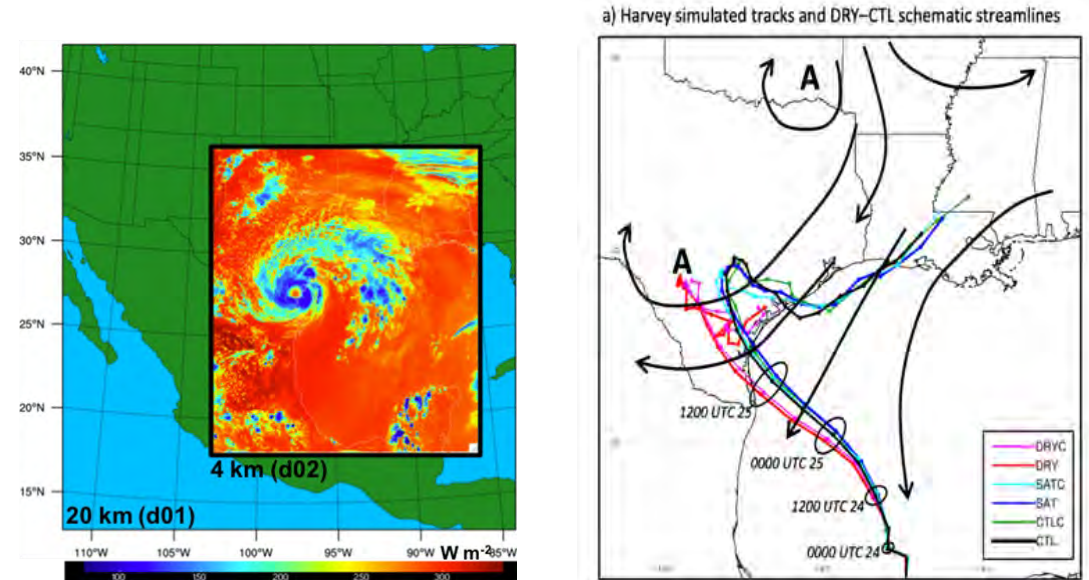 a) Harvey simulated tracks and DRY–CTL schematic streamlines
40°N
35°N
30°N
25°N
20°N
15°N
4 km (d02)
20 km (d01)
110°W
105°W
100°W
95°W
90°W
W m-2
85°W
100
150
200
250
300
A
A
1200 UTC 25
0000 UTC 25
1200 UTC 24
0000 UTC 24
DRYC
DRY
SATC
SAT
CTLC
CTL